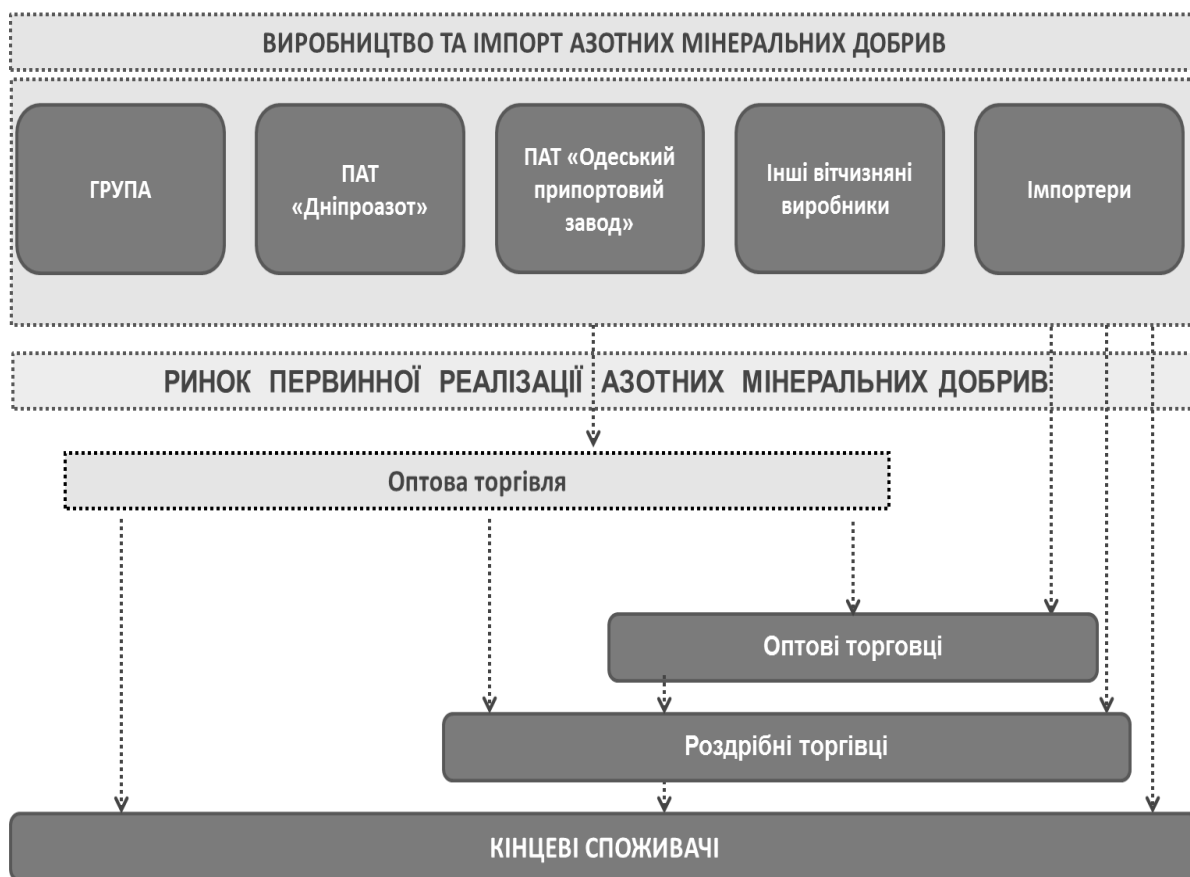 ВИРОБНИЦТВО ТА ІМПОРТ АЗОТНИХ МІНЕРАЛЬНИХ ДОБРИВ
ГРУПА
ПАТ
«Дніпроазот»
ПАТ «Одеський
припортовий
завод»
Інші вітчизняні
виробники
Імпортери
РИНОК ПЕРВИННОЇ РЕАЛІЗАЦІЇ АЗОТНИХ МІНЕРАЛЬНИХ ДОБРИВ
Оптова торгівля
Оптові торговці
Роздрібні торгівці
КІНЦЕВІ СПОЖИВАЧІ